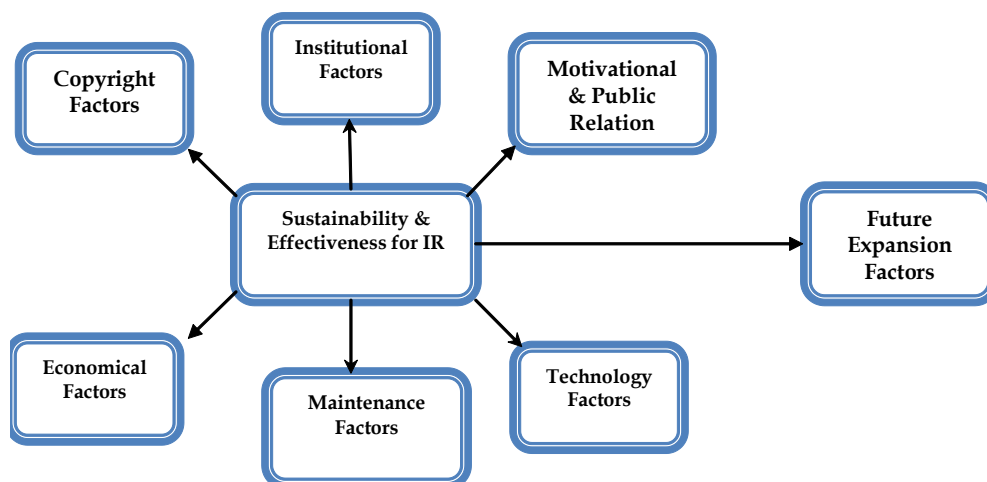 Copyright
Factors
Institutional
Factors
Motivational
& Public
Relation
Sustainability &
Effectiveness for IR
Future
Expansion
Factors
Economical
Factors
Maintenance
Factors
Technology
Factors